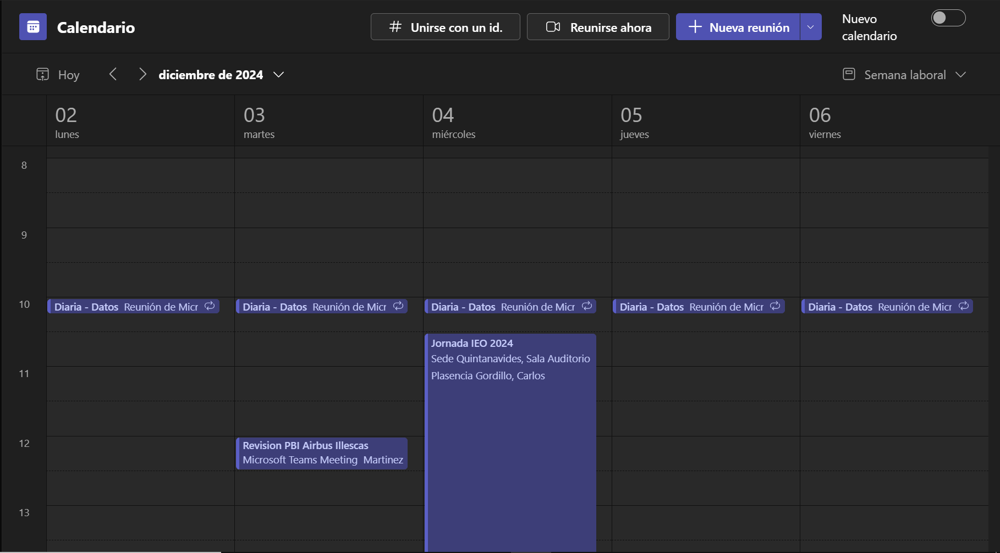 Calendario
Unirse con un id.
Reunirse ahora
Nueva reunión
Nuevo
calendario
Hoy
diciembre de 2024
Semana laboral
02
lunes
03
martes
04
miércoles
05
jueves
06
viernes
8
9
10
Diaria - Datos Reunión de Micr
Diaria - Datos Reunión de Micr
Diaria - Datos Reunión de Micr
Diaria - Datos Reunión de Micr
Diaria - Datos Reunión de Micr
Jornada IEO 2024
Sede Quintanavides, Sala Auditorio
Plasencia Gordillo, Carlos
11
12
Revision PBI Airbus Illescas
Microsoft Teams Meeting Martinez
13